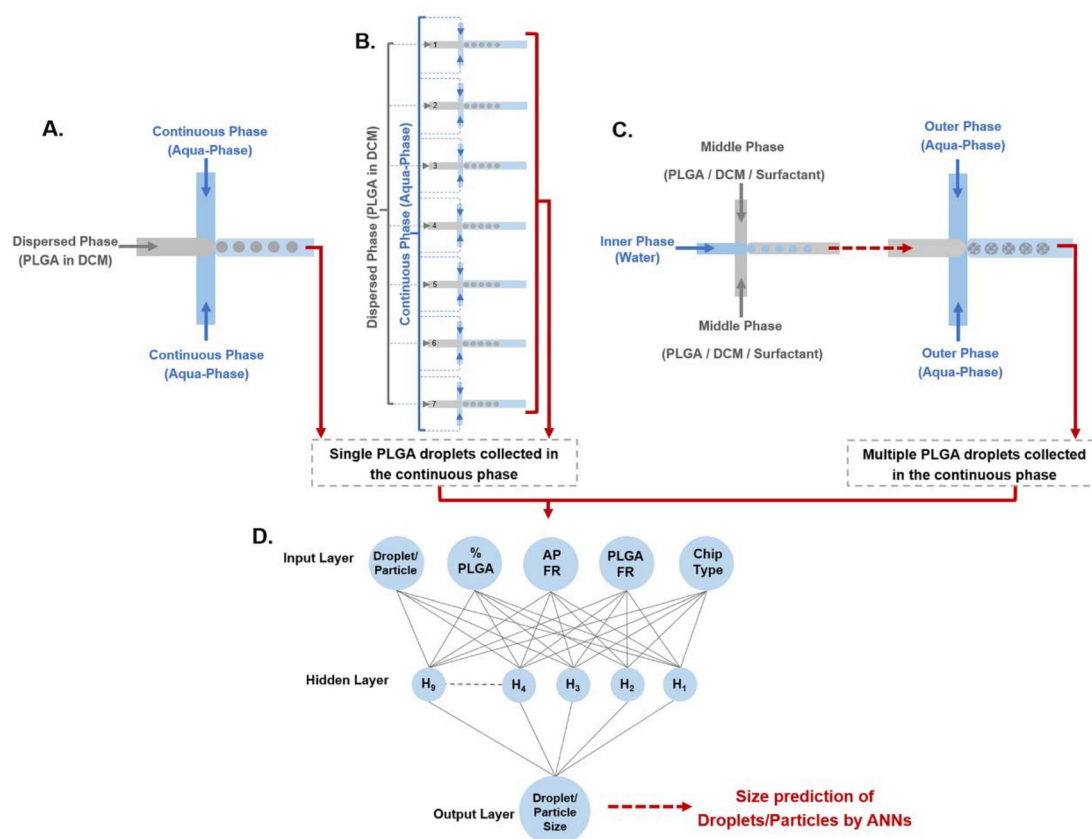 A.
Continuous Phase
(Aqua-Phase)
Dispersed Phase
(PLGA in DCM)
Continuous Phase
(Aqua-Phase)
B.
Dispersed Phase (PLGA in DCM)
Continuous Phase (Aqua-Phase)
1
2
3
4
5
6
7
C.
Middle Phase
(PLGA / DCM / Surfactant)
Inner Phase
(Water)
Middle Phase
(PLGA / DCM / Surfactant)
Outer Phase
(Aqua-Phase)
Outer Phase
(Aqua-Phase)
Single PLGA droplets collected in
the continuous phase
Multiple PLGA droplets collected
in the continuous phase
D.
Input Layer
Droplet/
Particle
%
PLGA
AP
FR
PLGA
FR
Chip
Type
Hidden Layer
H9
H4
H3
H2
H1
Output Layer
Droplet/
Particle
Size
Size prediction of
Droplets/Particles by ANNs